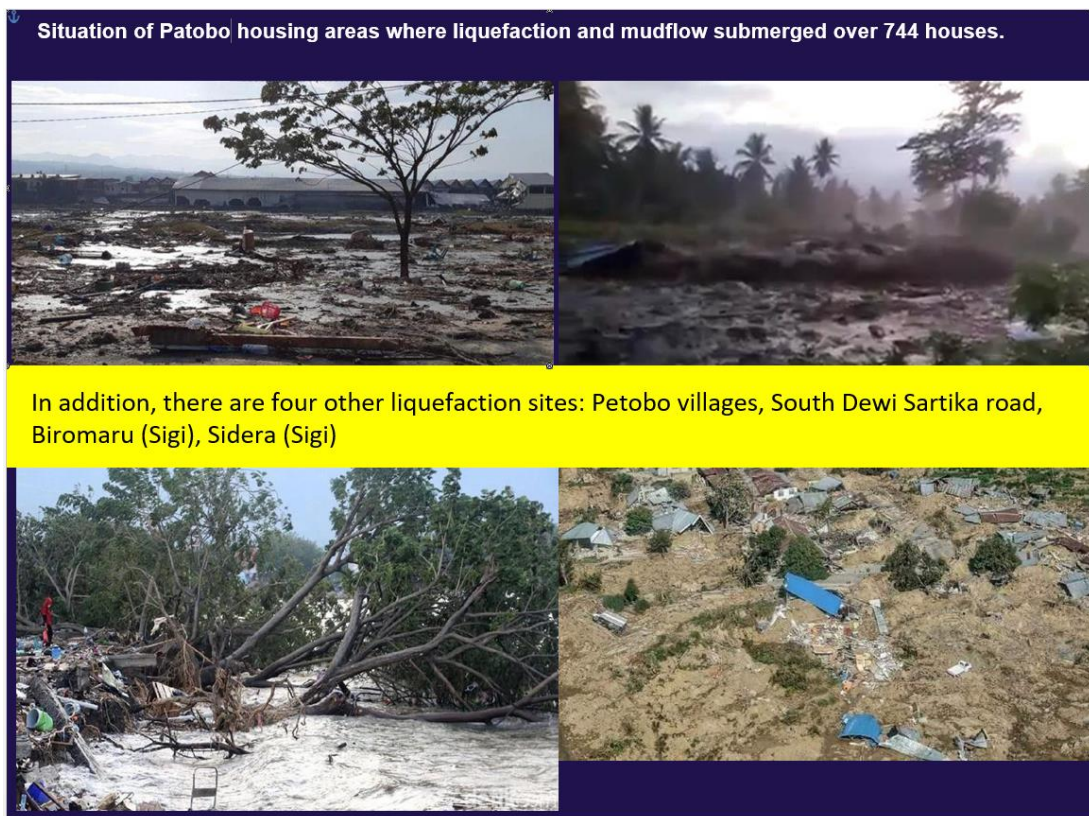 Situation of Patobo housing areas where liquefaction and mudflow submerged over 744 houses.
In addition, there are four other liquefaction sites: Petobo villages, South Dewi Sartika road,
Biromaru (Sigi), Sidera (Sigi)